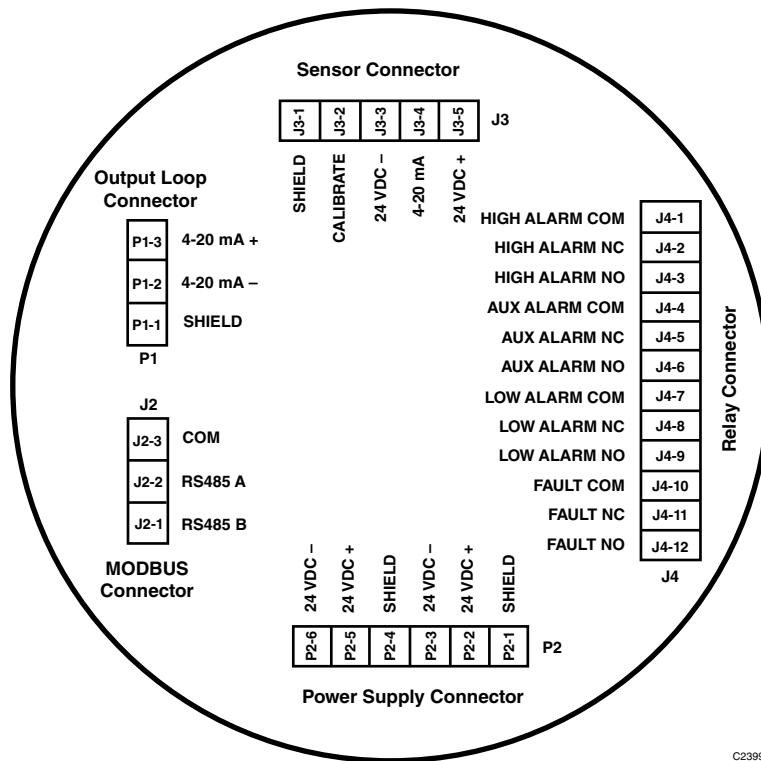 Sensor Connector
J3-1 J3-2 J3-3 J3-4 J3-5 J3
SHIELD
CALIBRATE
24 VDC –
4-20 mA
24 VDC +
Output Loop
Connector
P1-3 4-20 mA +
P1-2 4-20 mA –
P1-1 SHIELD
P1
J2
J2-3 COM
J2-2 RS485 A
J2-1 RS485 B
MODBUS
Connector
HIGH ALARM COM J4-1
HIGH ALARM NC J4-2
HIGH ALARM NO J4-3
AUX ALARM COM J4-4
AUX ALARM NC J4-5
AUX ALARM NO J4-6
LOW ALARM COM J4-7
LOW ALARM NC J4-8
LOW ALARM NO J4-9
FAULT COM J4-10
FAULT NC J4-11
FAULT NO J4-12
J4
Relay Connector
24 VDC –
24 VDC +
SHIELD
24 VDC –
24 VDC +
SHIELD
P2-6 P2-5 P2-4 P2-3 P2-2 P2-1 P2
Power Supply Connector
C2399